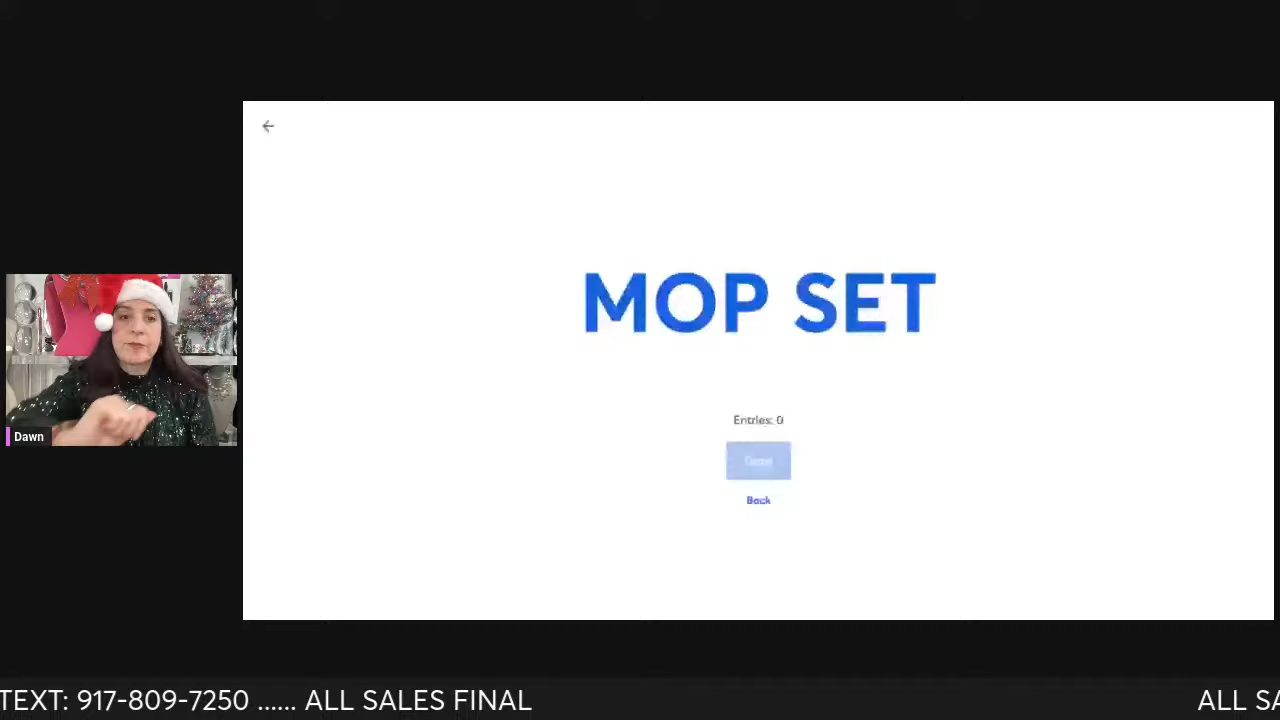 MOP SET
Entries: 0
Back
Dawn
TEXT: 917-809-7250 ...... ALL SALES FINAL
ALL SA